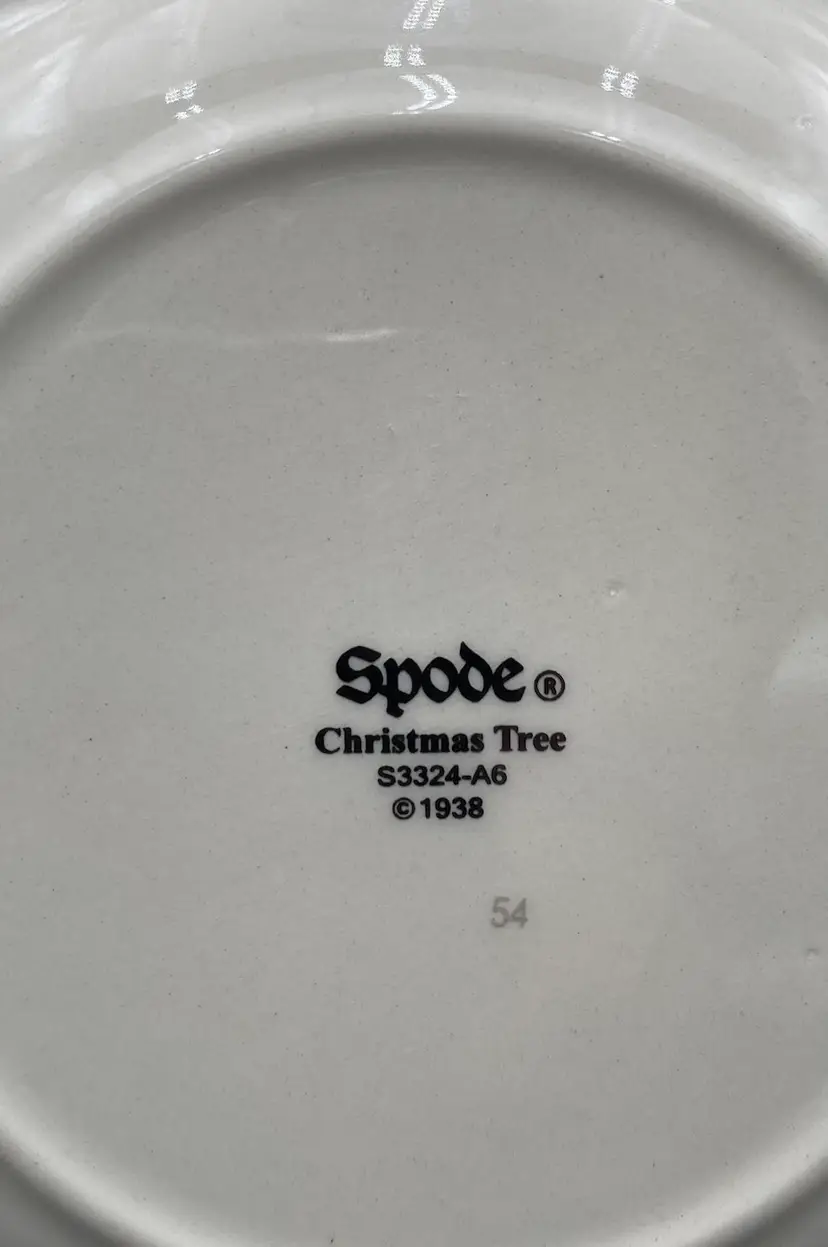 Spode ®
Christmas Tree
S3324-A6
© 1938
54